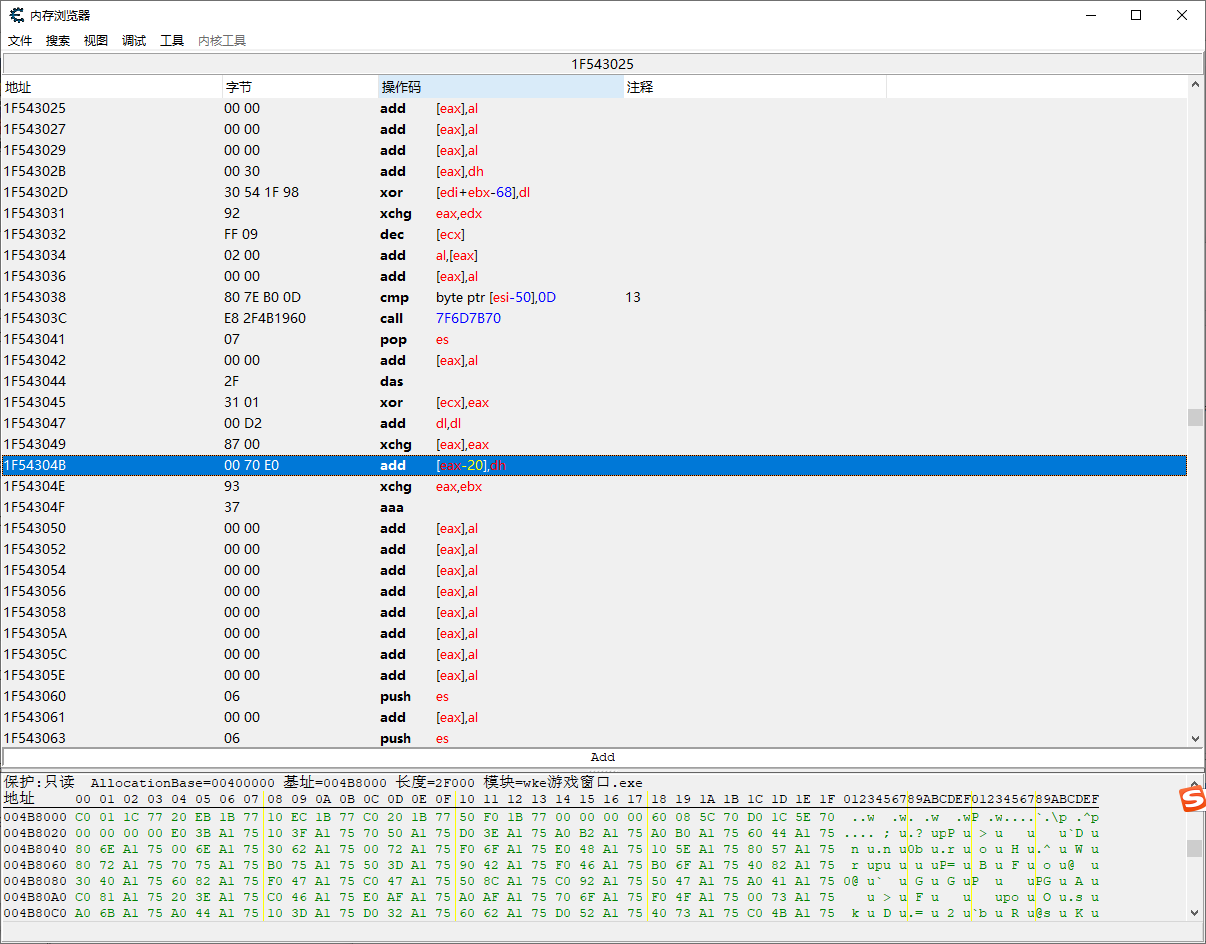 内存浏览器
文件 搜索 视图 调试 工具 内核工具
1F543025
地址 字节 操作码 注释
1F543025 00 00 add [eax],al
1F543027 00 00 add [eax],al
1F543029 00 00 add [eax],al
1F54302B 00 30 add [eax],dh
1F54302D 30 54 1F 98 xor [edi+ebx-68],dl
1F543031 92 xchg eax,edx
1F543032 FF 09 dec [ecx]
1F543034 02 00 add al,[eax]
1F543036 00 00 add [eax],al
1F543038 80 7E B0 0D cmp byte ptr [esi-50],0D 13
1F54303C E8 2F4B1960 call 7F6D7B70
1F543041 07 pop es
1F543042 00 00 add [eax],al
1F543044 2F das
1F543045 31 01 xor [ecx],eax
1F543047 00 D2 add dl,dl
1F543049 87 00 xchg [eax],eax
1F54304B 00 70 E0 add [eax-20],dh
1F54304E 93 xchg eax,ebx
1F54304F 37 aaa
1F543050 00 00 add [eax],al
1F543052 00 00 add [eax],al
1F543054 00 00 add [eax],al
1F543056 00 00 add [eax],al
1F543058 00 00 add [eax],al
1F54305A 00 00 add [eax],al
1F54305C 00 00 add [eax],al
1F54305E 00 00 add [eax],al
1F543060 06 push es
1F543061 00 00 add [eax],al
1F543063 06 push es
Add
保护:只读 AllocationBase=00400000 基址=004B8000 长度=2F000 模块=wke游戏窗口.exe
地址 00 01 02 03 04 05 06 07 08 09 0A 0B 0C 0D 0E 0F 10 11 12 13 14 15 16 17 18 19 1A 1B 1C 1D 1E 1F 0123456789ABCDEF0123456789ABCDEF
004B8000 C0 01 1C 77 20 EB 1B 77 10 EC 1B 77 C0 20 1B 77 50 F0 1B 77 00 00 00 00 60 08 5C 70 D0 1C 5E 70 ..w .w. .w .wP .w....`.\p .^p
004B8020 00 00 00 00 E0 3B A1 75 10 3F A1 75 70 50 A1 75 D0 3E A1 75 A0 B2 A1 75 A0 B0 A1 75 60 44 A1 75 .... ; u.? upP u > u u u`D u
004B8040 80 6E A1 75 00 6E A1 75 30 62 A1 75 00 72 A1 75 F0 6F A1 75 E0 48 A1 75 10 5E A1 75 80 57 A1 75 n u.n u0b u.r u o u H u.^ u W u
004B8060 80 72 A1 75 70 75 A1 75 B0 75 A1 75 50 3D A1 75 90 42 A1 75 F0 46 A1 75 B0 6F A1 75 40 82 A1 75 r upu u u uP= u B u F u o u@ u
004B8080 30 40 A1 75 60 82 A1 75 F0 47 A1 75 C0 47 A1 75 50 8C A1 75 C0 92 A1 75 50 47 A1 75 A0 41 A1 75 0@ u` u G u G uP u uPG u A u
004B80A0 C0 81 A1 75 20 3E A1 75 C0 46 A1 75 E0 AF A1 75 A0 AF A1 75 70 6F A1 75 F0 4F A1 75 00 73 A1 75 u > u F u u upo u O u.s u
004B80C0 A0 6B A1 75 A0 44 A1 75 10 3D A1 75 D0 32 A1 75 60 62 A1 75 D0 52 A1 75 40 73 A1 75 C0 4B A1 75 k u D u.= u 2 u`b u R u@s u K u